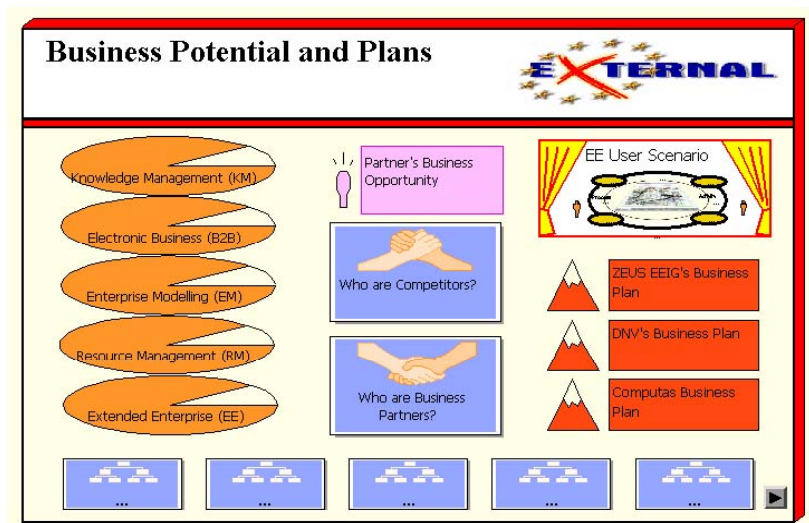 Business Potential and Plans
EXTERNAL
Knowledge Management (KM)
Electronic Business (B2B)
Enterprise Modelling (EM)
Resource Management (RM)
Extended Enterprise (EE)
Partner's Business
Opportunity
Who are Competitors?
Who are Business
Partners?
EE User Scenario
...
...
ZEUS EEIG's Business
Plan
DNV's Business Plan
Computas Business
Plan
...
...
...
...
...